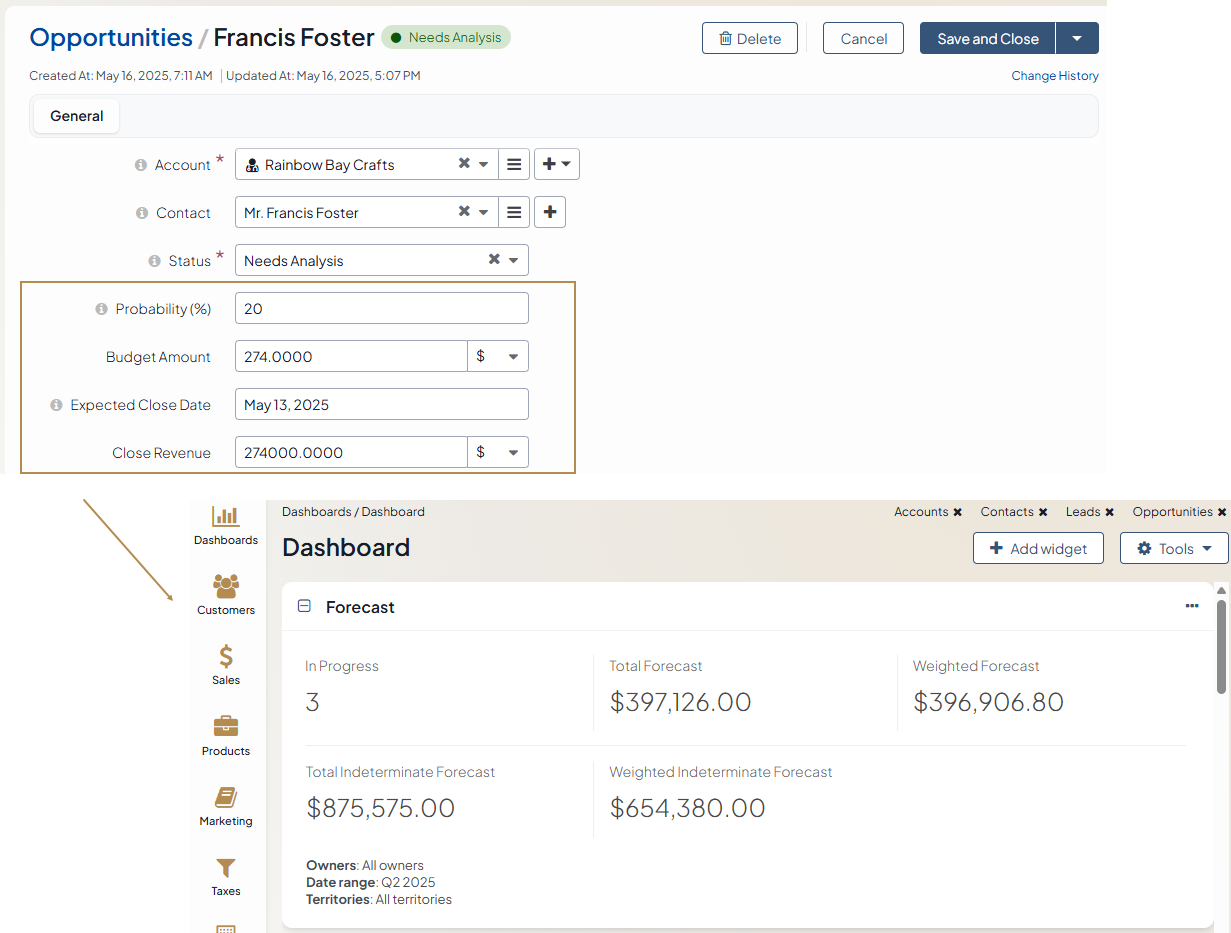 Opportunities / Francis Foster Needs Analysis Delete Cancel Save and Close
Created At: May 16, 2025, 7:11 AM | Updated At: May 16, 2025, 5:07 PM Change History
General
Account * Rainbow Bay Crafts
Contact Mr. Francis Foster
Status * Needs Analysis
Probability (%) 20
Budget Amount 274.0000 $
Expected Close Date May 13, 2025
Close Revenue 274000.0000 $
Dashboards / Dashboard Accounts Contacts Leads Opportunities
Dashboards
Customers
Sales
Products
Marketing
Taxes
Dashboard Add widget Tools
Forecast
In Progress Total Forecast Weighted Forecast
3 $397,126.00 $396,906.80
Total Indeterminate Forecast Weighted Indeterminate Forecast
$875,575.00 $654,380.00
Owners: All owners
Date range: Q2 2025
Territories: All territories